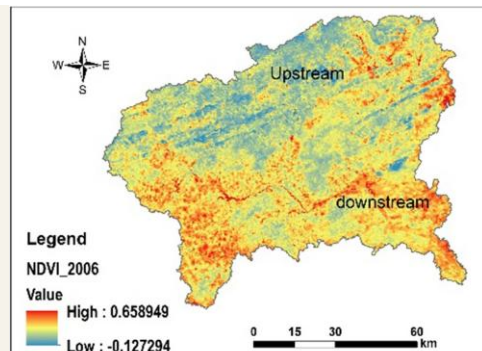 N
W E
S
Upstream
downstream
Legend
NDVI_2006
Value
High : 0.658949
Low : -0.127294
0 15 30 60
km